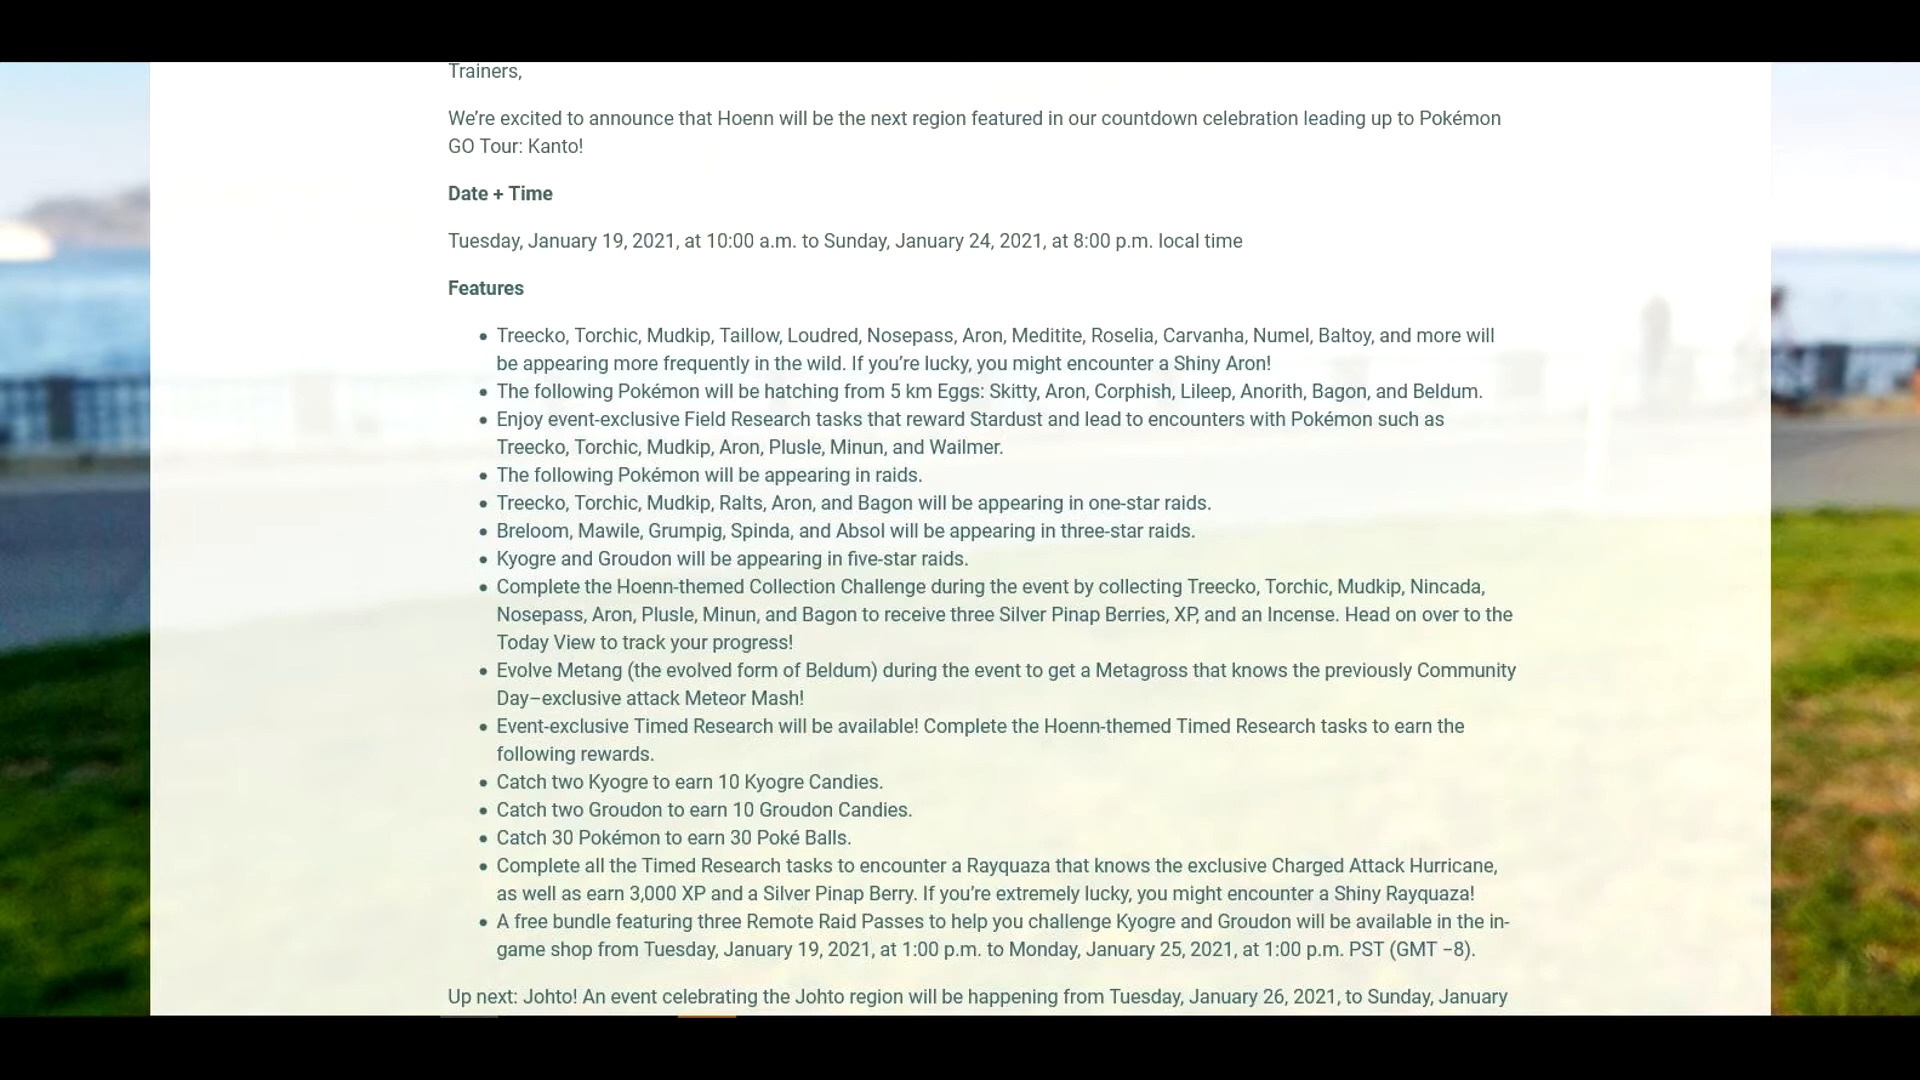 Trainers,
We’re excited to announce that Hoenn will be the next region featured in our countdown celebration leading up to Pokémon
GO Tour: Kanto!
Date + Time
Tuesday, January 19, 2021, at 10:00 a.m. to Sunday, January 24, 2021, at 8:00 p.m. local time
Features
• Treecko, Torchic, Mudkip, Taillow, Loudred, Nosepass, Aron, Meditite, Roselia, Carvanha, Numel, Baltoy, and more will
be appearing more frequently in the wild. If you’re lucky, you might encounter a Shiny Aron!
• The following Pokémon will be hatching from 5 km Eggs: Skitty, Aron, Corphish, Lileep, Anorith, Bagon, and Beldum.
• Enjoy event-exclusive Field Research tasks that reward Stardust and lead to encounters with Pokémon such as
Treecko, Torchic, Mudkip, Aron, Plusle, Minun, and Wailmer.
• The following Pokémon will be appearing in raids.
• Treecko, Torchic, Mudkip, Ralts, Aron, and Bagon will be appearing in one-star raids.
• Breloom, Mawile, Grumpig, Spinda, and Absol will be appearing in three-star raids.
• Kyogre and Groudon will be appearing in five-star raids.
• Complete the Hoenn-themed Collection Challenge during the event by collecting Treecko, Torchic, Mudkip, Nincada,
Nosepass, Aron, Plusle, Minun, and Bagon to receive three Silver Pinap Berries, XP, and an Incense. Head on over to the
Today View to track your progress!
• Evolve Metang (the evolved form of Beldum) during the event to get a Metagross that knows the previously Community
Day–exclusive attack Meteor Mash!
• Event-exclusive Timed Research will be available! Complete the Hoenn-themed Timed Research tasks to earn the
following rewards.
• Catch two Kyogre to earn 10 Kyogre Candies.
• Catch two Groudon to earn 10 Groudon Candies.
• Catch 30 Pokémon to earn 30 Poké Balls.
• Complete all the Timed Research tasks to encounter a Rayquaza that knows the exclusive Charged Attack Hurricane,
as well as earn 3,000 XP and a Silver Pinap Berry. If you’re extremely lucky, you might encounter a Shiny Rayquaza!
• A free bundle featuring three Remote Raid Passes to help you challenge Kyogre and Groudon will be available in the in-
game shop from Tuesday, January 19, 2021, at 1:00 p.m. to Monday, January 25, 2021, at 1:00 p.m. PST (GMT −8).
Up next: Johto! An event celebrating the Johto region will be happening from Tuesday, January 26, 2021, to Sunday, January